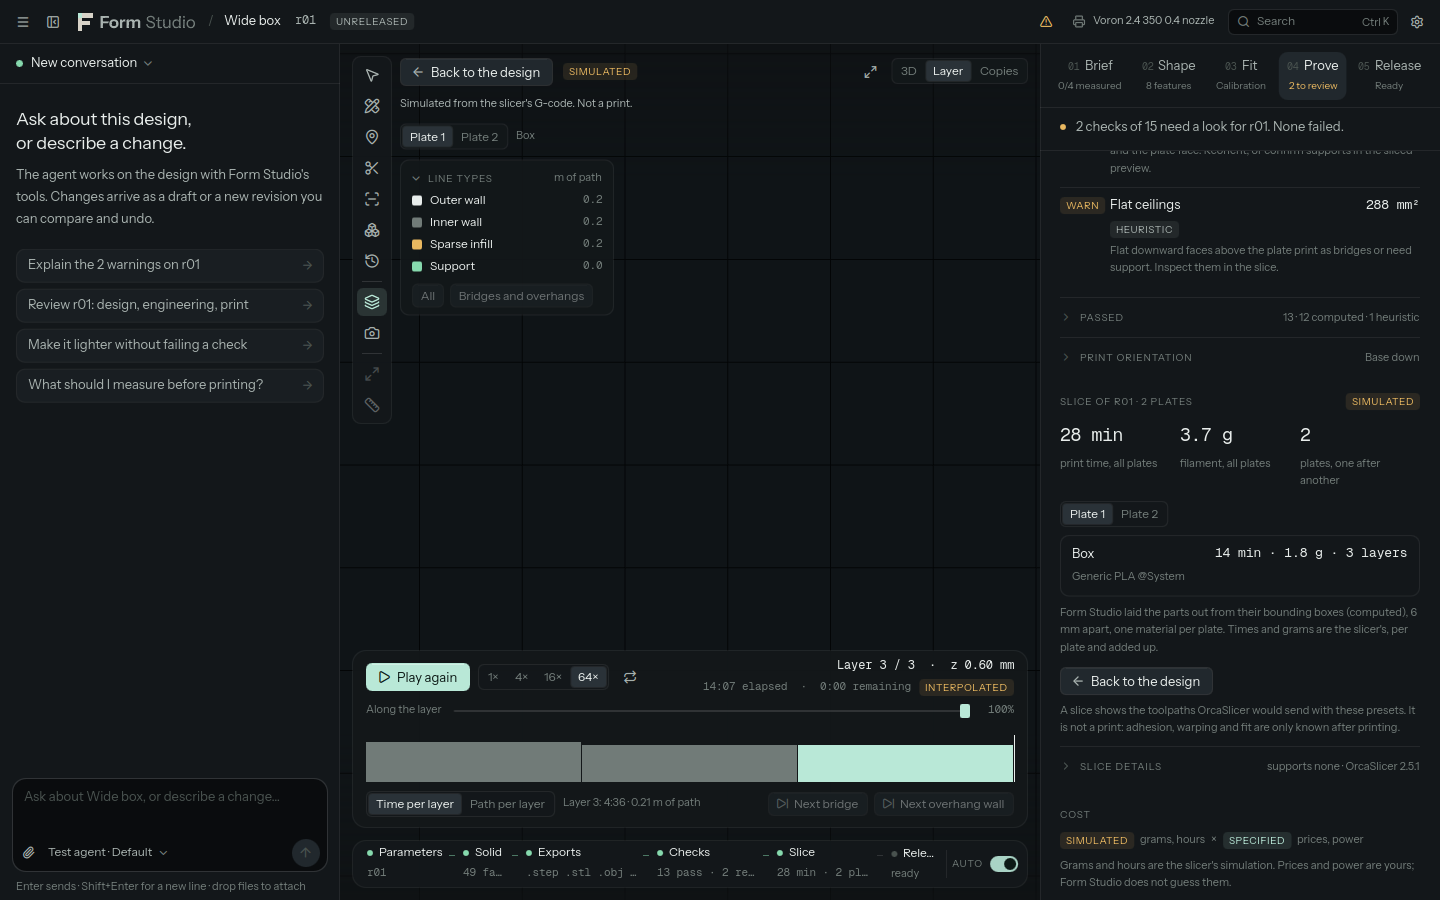 Form Studio / Wide box r01 UNRELEASED
Voron 2.4 350 0.4 nozzle
Search Ctrl K
New conversation
Ask about this design,
or describe a change.
The agent works on the design with Form Studio's
tools. Changes arrive as a draft or a new revision you
can compare and undo.
Explain the 2 warnings on r01
Review r01: design, engineering, print
Make it lighter without failing a check
What should I measure before printing?
Ask about Wide box, or describe a change...
Test agent · Default
Enter sends · Shift+Enter for a new line · drop files to attach
Back to the design SIMULATED
3D Layer Copies
Simulated from the slicer's G-code. Not a print.
Plate 1 Plate 2 Box
LINE TYPES m of path
Outer wall 0.2
Inner wall 0.2
Sparse infill 0.2
Support 0.0
All Bridges and overhangs
Play again 1× 4× 16× 64×
Layer 3 / 3 · z 0.60 mm
14:07 elapsed · 0:00 remaining INTERPOLATED
Along the layer 100%
Time per layer Path per layer Layer 3: 4:36 · 0.21 m of path Next bridge Next overhang wall
Parameters Solid Exports Checks Slice Rele…
r01 49 fa… .step .stl .obj … 13 pass · 2 re… 28 min · 2 pl… ready
AUTO
01 Brief 02 Shape 03 Fit 04 Prove 05 Release
0/4 measured 8 features Calibration 2 to review Ready
2 checks of 15 need a look for r01. None failed.
and the plate face. Reorient, or confirm supports in the sliced
preview.
WARN Flat ceilings 288 mm²
HEURISTIC
Flat downward faces above the plate print as bridges or need
support. Inspect them in the slice.
PASSED 13 · 12 computed · 1 heuristic
PRINT ORIENTATION Base down
SLICE OF R01 · 2 PLATES SIMULATED
28 min 3.7 g 2
print time, all plates filament, all plates plates, one after
another
Plate 1 Plate 2
Box 14 min · 1.8 g · 3 layers
Generic PLA @System
Form Studio laid the parts out from their bounding boxes (computed), 6
mm apart, one material per plate. Times and grams are the slicer's, per
plate and added up.
Back to the design
A slice shows the toolpaths OrcaSlicer would send with these presets. It
is not a print: adhesion, warping and fit are only known after printing.
SLICE DETAILS supports none · OrcaSlicer 2.5.1
COST
SIMULATED grams, hours × SPECIFIED prices, power
Grams and hours are the slicer's simulation. Prices and power are yours;
Form Studio does not guess them.